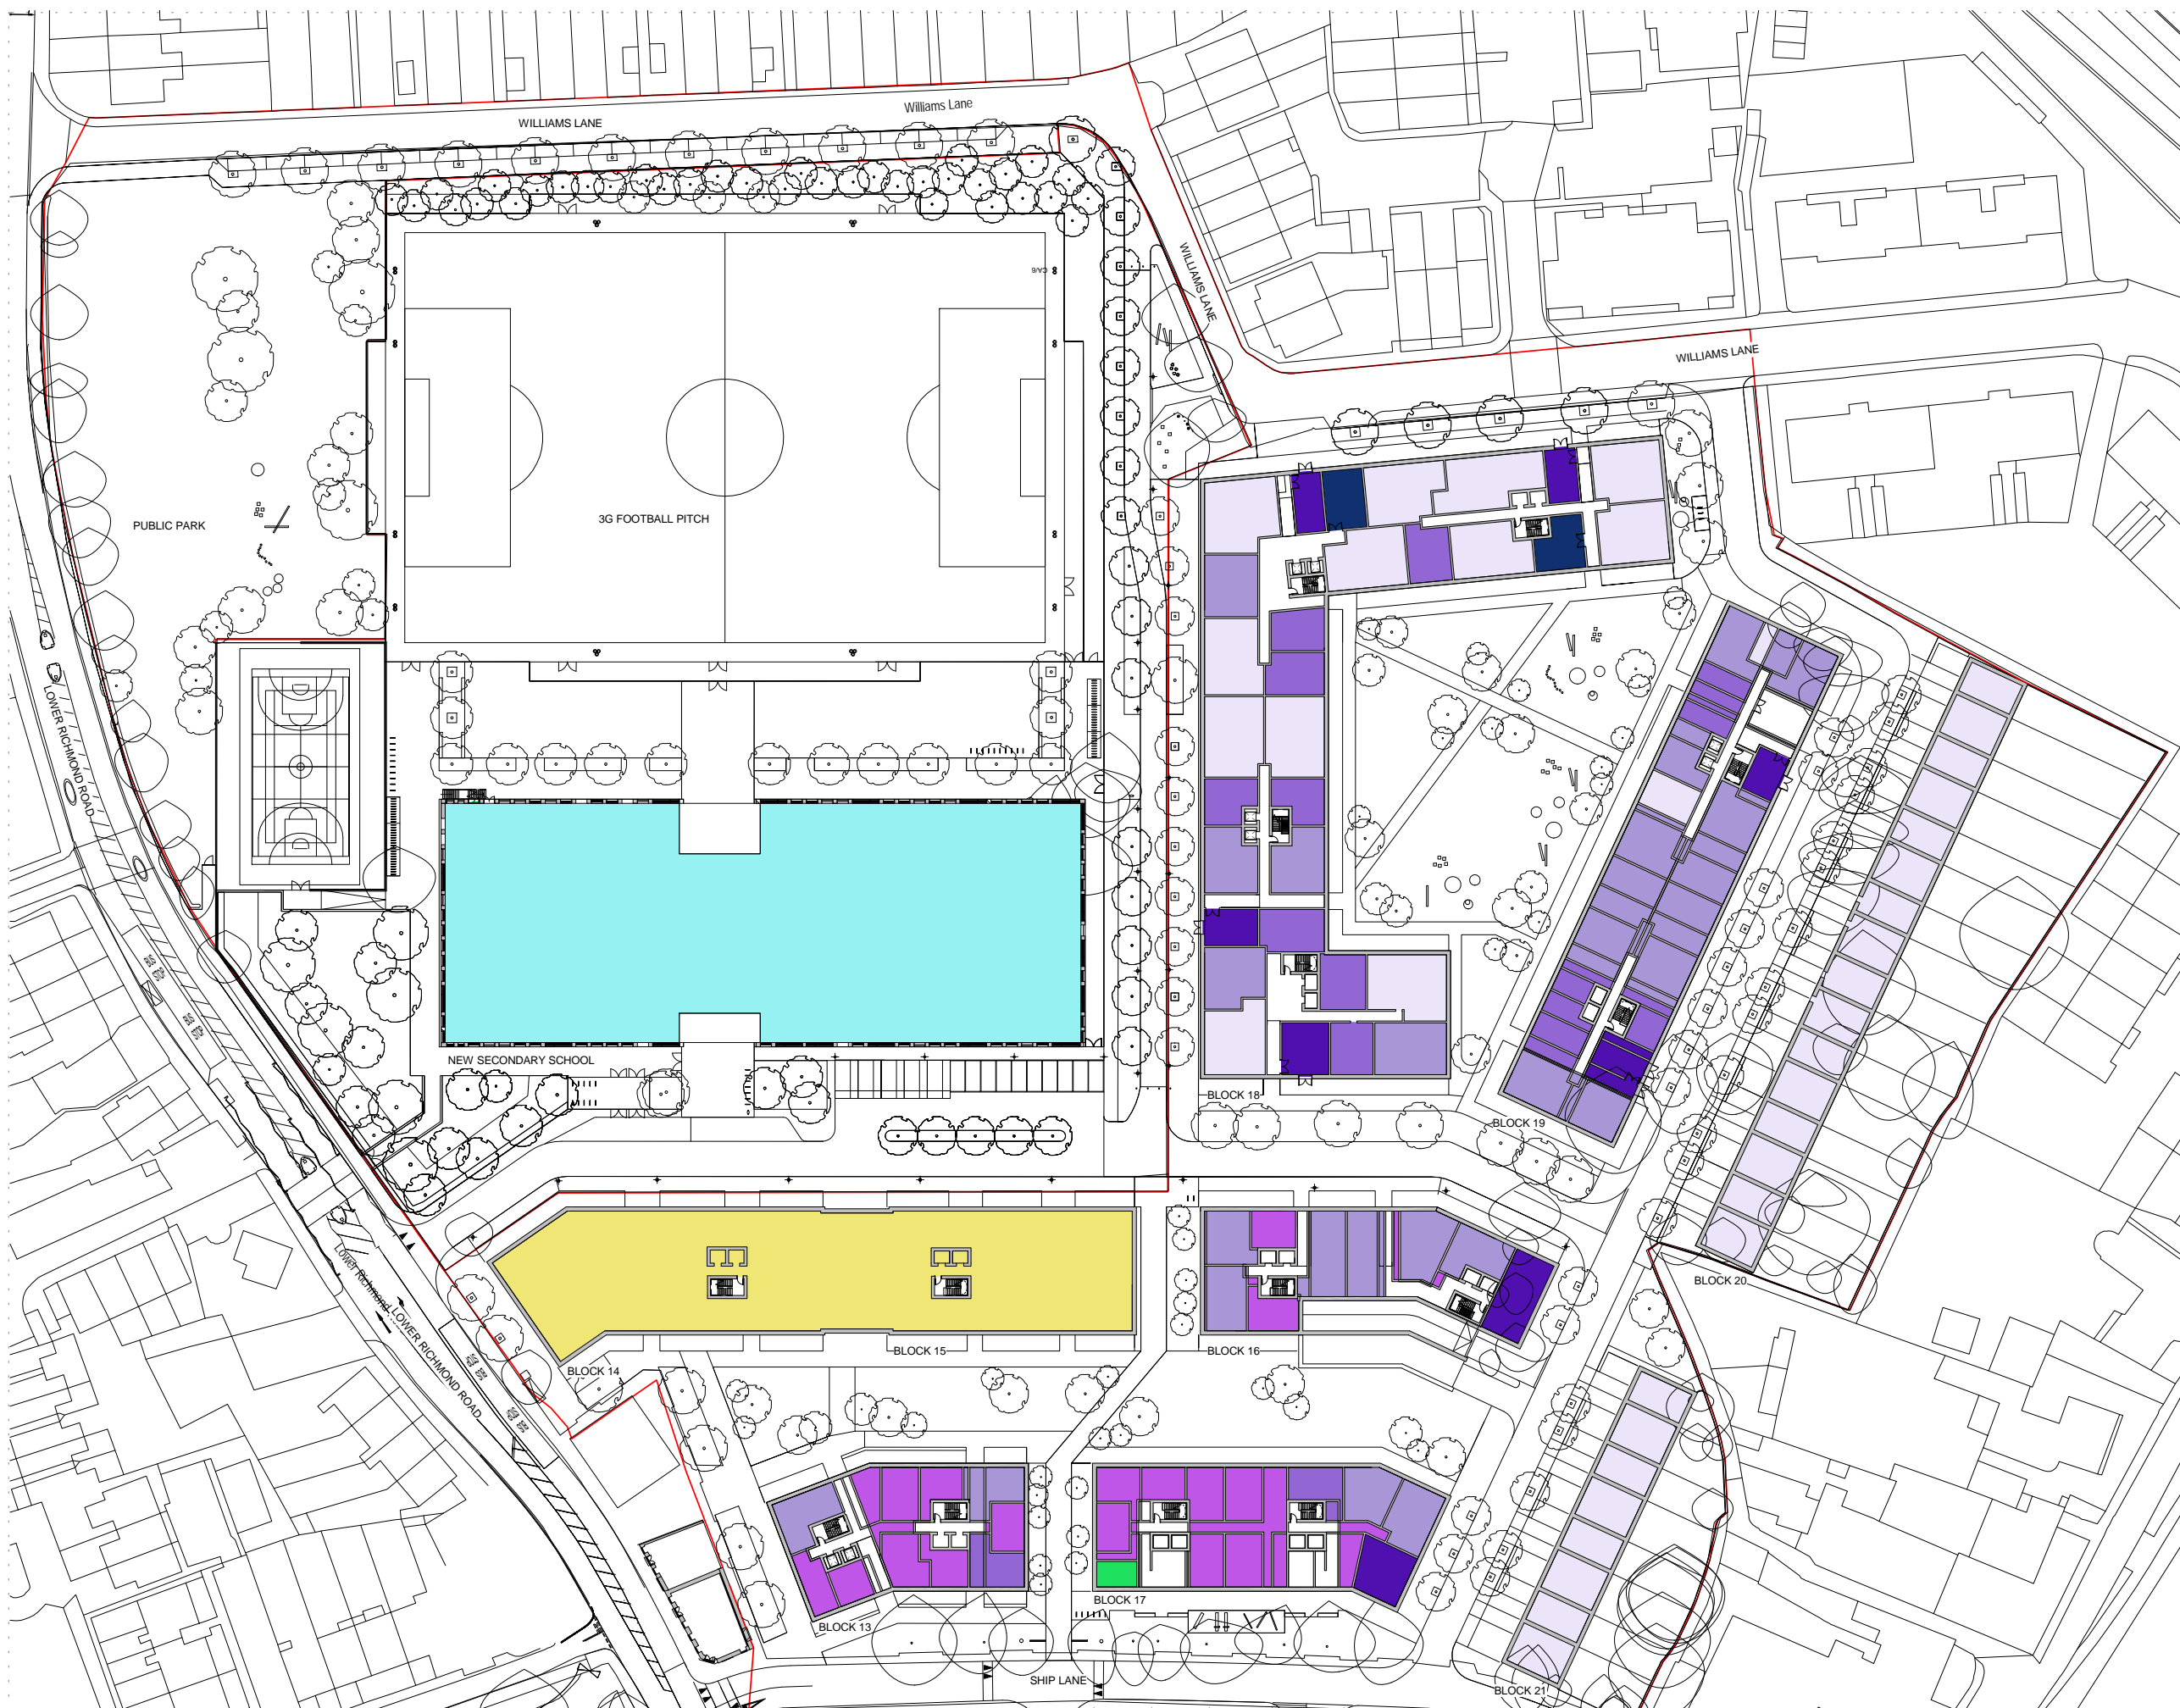 Williams Lane
WILLIAMS LANE
WILLIAMS LANE
WILLIAMS LANE
PUBLIC PARK
3G FOOTBALL PITCH
LOWER RICHMOND ROAD
NEW SECONDARY SCHOOL
BLOCK 18
BLOCK 19
BLOCK 20
Lower Richmond
LOWER RICHMOND ROAD
BLOCK 14
BLOCK 15
BLOCK 16
BLOCK 13
BLOCK 17
SHIP LANE
BLOCK 21